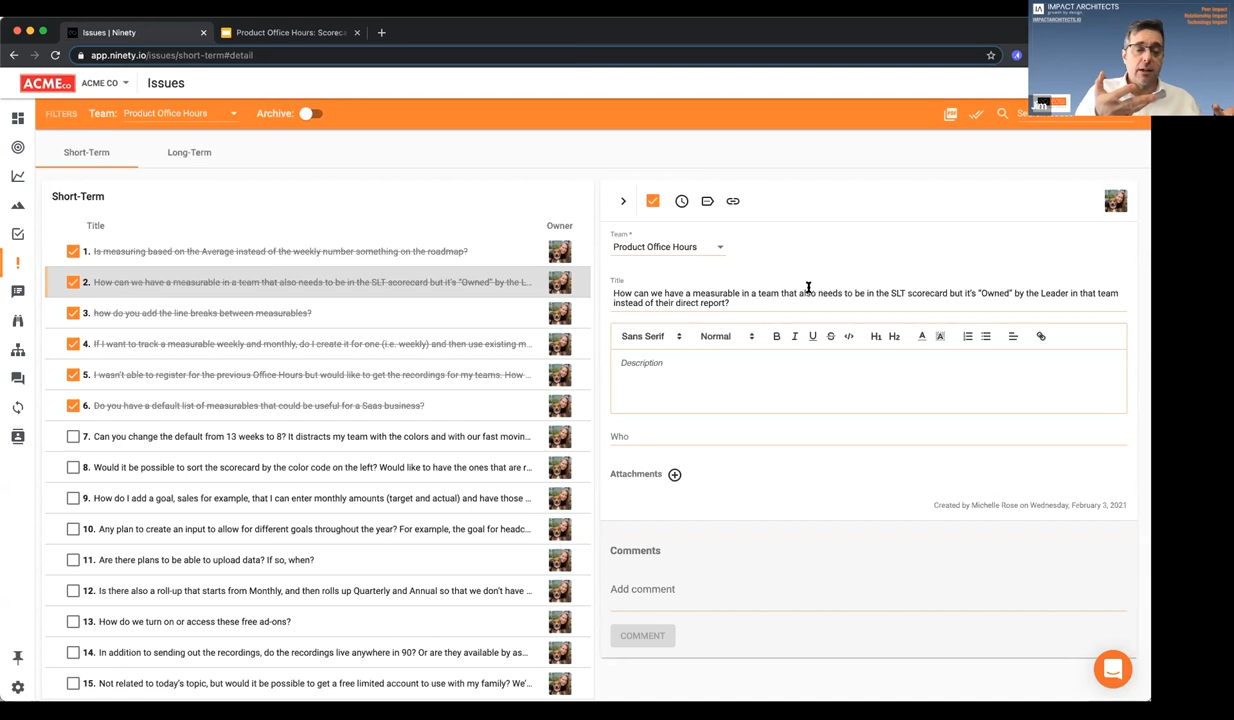 Issues | Ninety
Product Office Hours: Scorec
app.ninety.io/issues/short-term#detail
IMPACT ARCHITECTS
IMPACTARCHITECTS.IO
Peer Impact
Relationship Impact
Technology Impact
ACMEco
ACME CO
Issues
FILTERS
Team: Product Office Hours
Archive:
Short-Term
Long-Term
Short-Term
Title
Owner
1. Is measuring based on the Average instead of the weekly number something on the roadmap?
2. How can we have a measurable in a team that also needs to be in the SLT scorecard but it's "Owned" by the L...
3. how do you add the line breaks between measurables?
4. If I want to track a measurable weekly and monthly, do I create it for one (i.e. weekly) and then use existing m...
5. I wasn't able to register for the previous Office Hours but would like to get the recordings for my teams. How ...
6. Do you have a default list of measurables that could be useful for a Saas business?
7. Can you change the default from 13 weeks to 8? It distracts my team with the colors and with our fast movin...
8. Would it be possible to sort the scorecard by the color code on the left? Would like to have the ones that are r...
9. How do I add a goal, sales for example, that I can enter monthly amounts (target and actual) and have those ...
10. Any plan to create an input to allow for different goals throughout the year? For example, the goal for headc...
11. Are there plans to be able to upload data? If so, when?
12. Is there also a roll-up that starts from Monthly, and then rolls up Quarterly and Annual so that we don't have ...
13. How do we turn on or access these free ad-ons?
14. In addition to sending out the recordings, do the recordings live anywhere in 90? Or are they available by as...
15. Not related to today's topic, but would it be possible to get a free limited account to use with my family? We'...
Team *
Product Office Hours
Title
How can we have a measurable in a team that also needs to be in the SLT scorecard but it's "Owned" by the Leader in that team
instead of their direct report?
Sans Serif
Normal
B I U S </> H1 H2 A A
Description
Who
Attachments
Created by Michelle Rose on Wednesday, February 3, 2021
Comments
Add comment
COMMENT